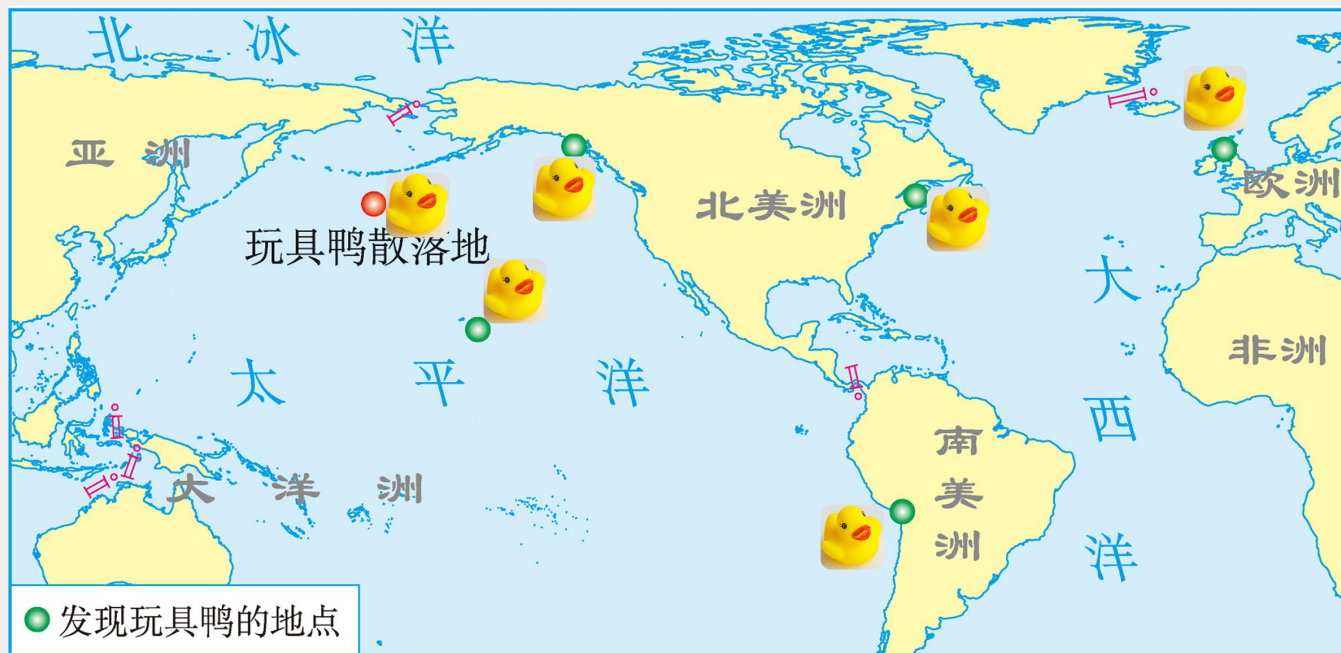 北冰洋
亚洲
北美洲
欧洲
玩具鸭散落地
大西洋
非洲
太平洋
南美洲
大洋洲
发现玩具鸭的地点